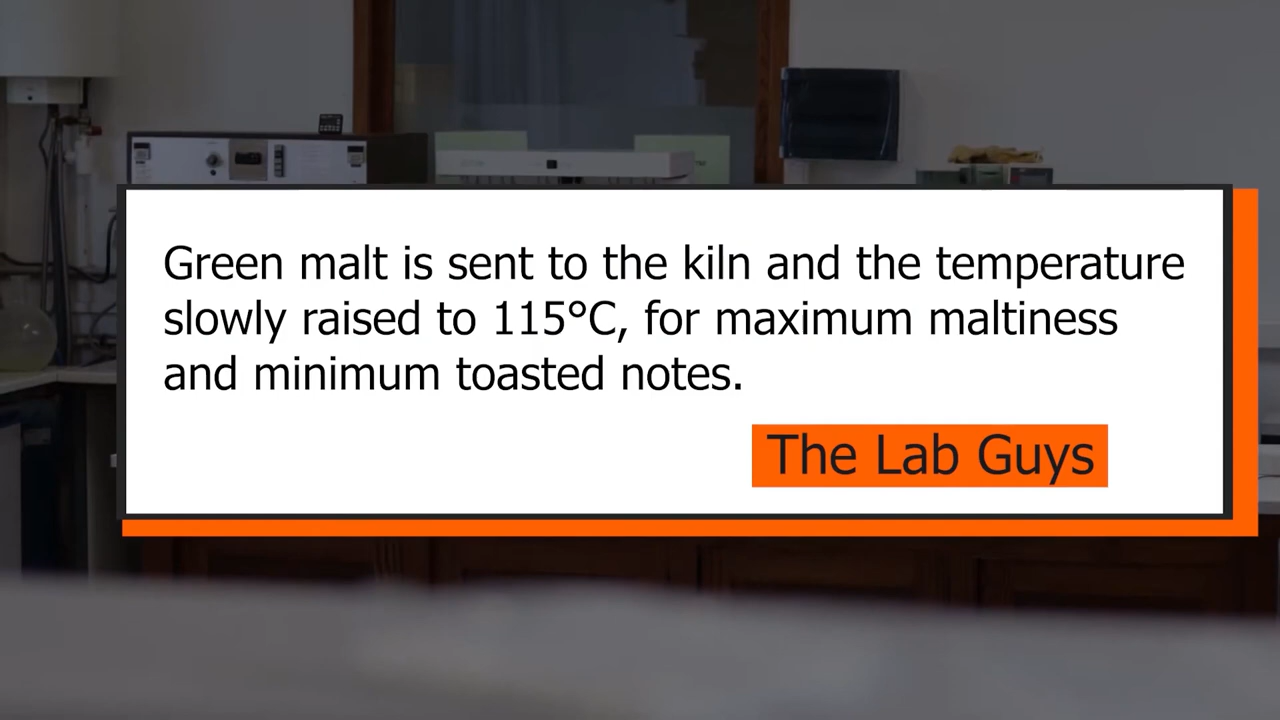 Green malt is sent to the kiln and the temperature
slowly raised to 115°C, for maximum maltiness
and minimum toasted notes.
The Lab Guys